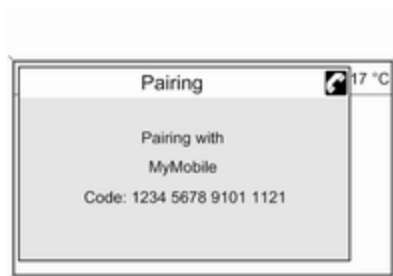 Pairing
17 °C
Pairing with
MyMobile
Code: 1234 5678 9101 1121